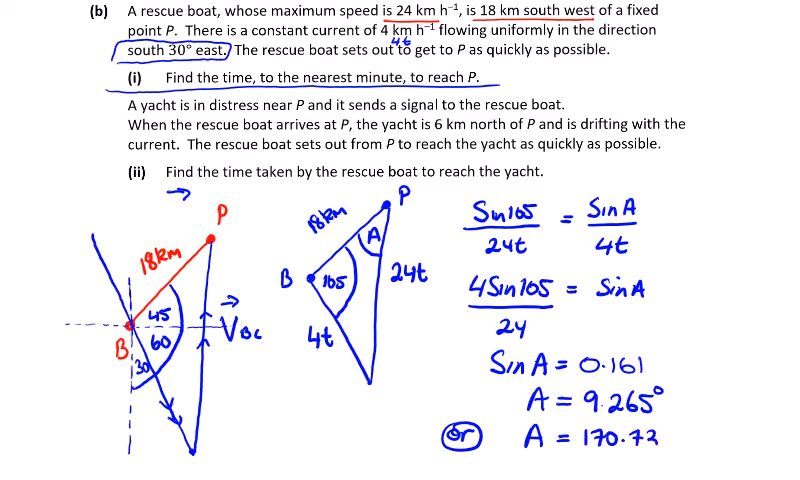 (b) A rescue boat, whose maximum speed is 24 km h⁻¹, is 18 km south west of a fixed
point P. There is a constant current of 4 km h⁻¹ flowing uniformly in the direction
4t
south 30° east. The rescue boat sets out to get to P as quickly as possible.
(i) Find the time, to the nearest minute, to reach P.
A yacht is in distress near P and it sends a signal to the rescue boat.
When the rescue boat arrives at P, the yacht is 6 km north of P and is drifting with the
current. The rescue boat sets out from P to reach the yacht as quickly as possible.
(ii) Find the time taken by the rescue boat to reach the yacht.
P
18km
45
60
30
B
V BC
P
18km
A
B
105
24t
4t
Sin105 / 24t = Sin A / 4t
4Sin105 / 24 = Sin A
Sin A = 0.161
A = 9.265°
or A = 170.72